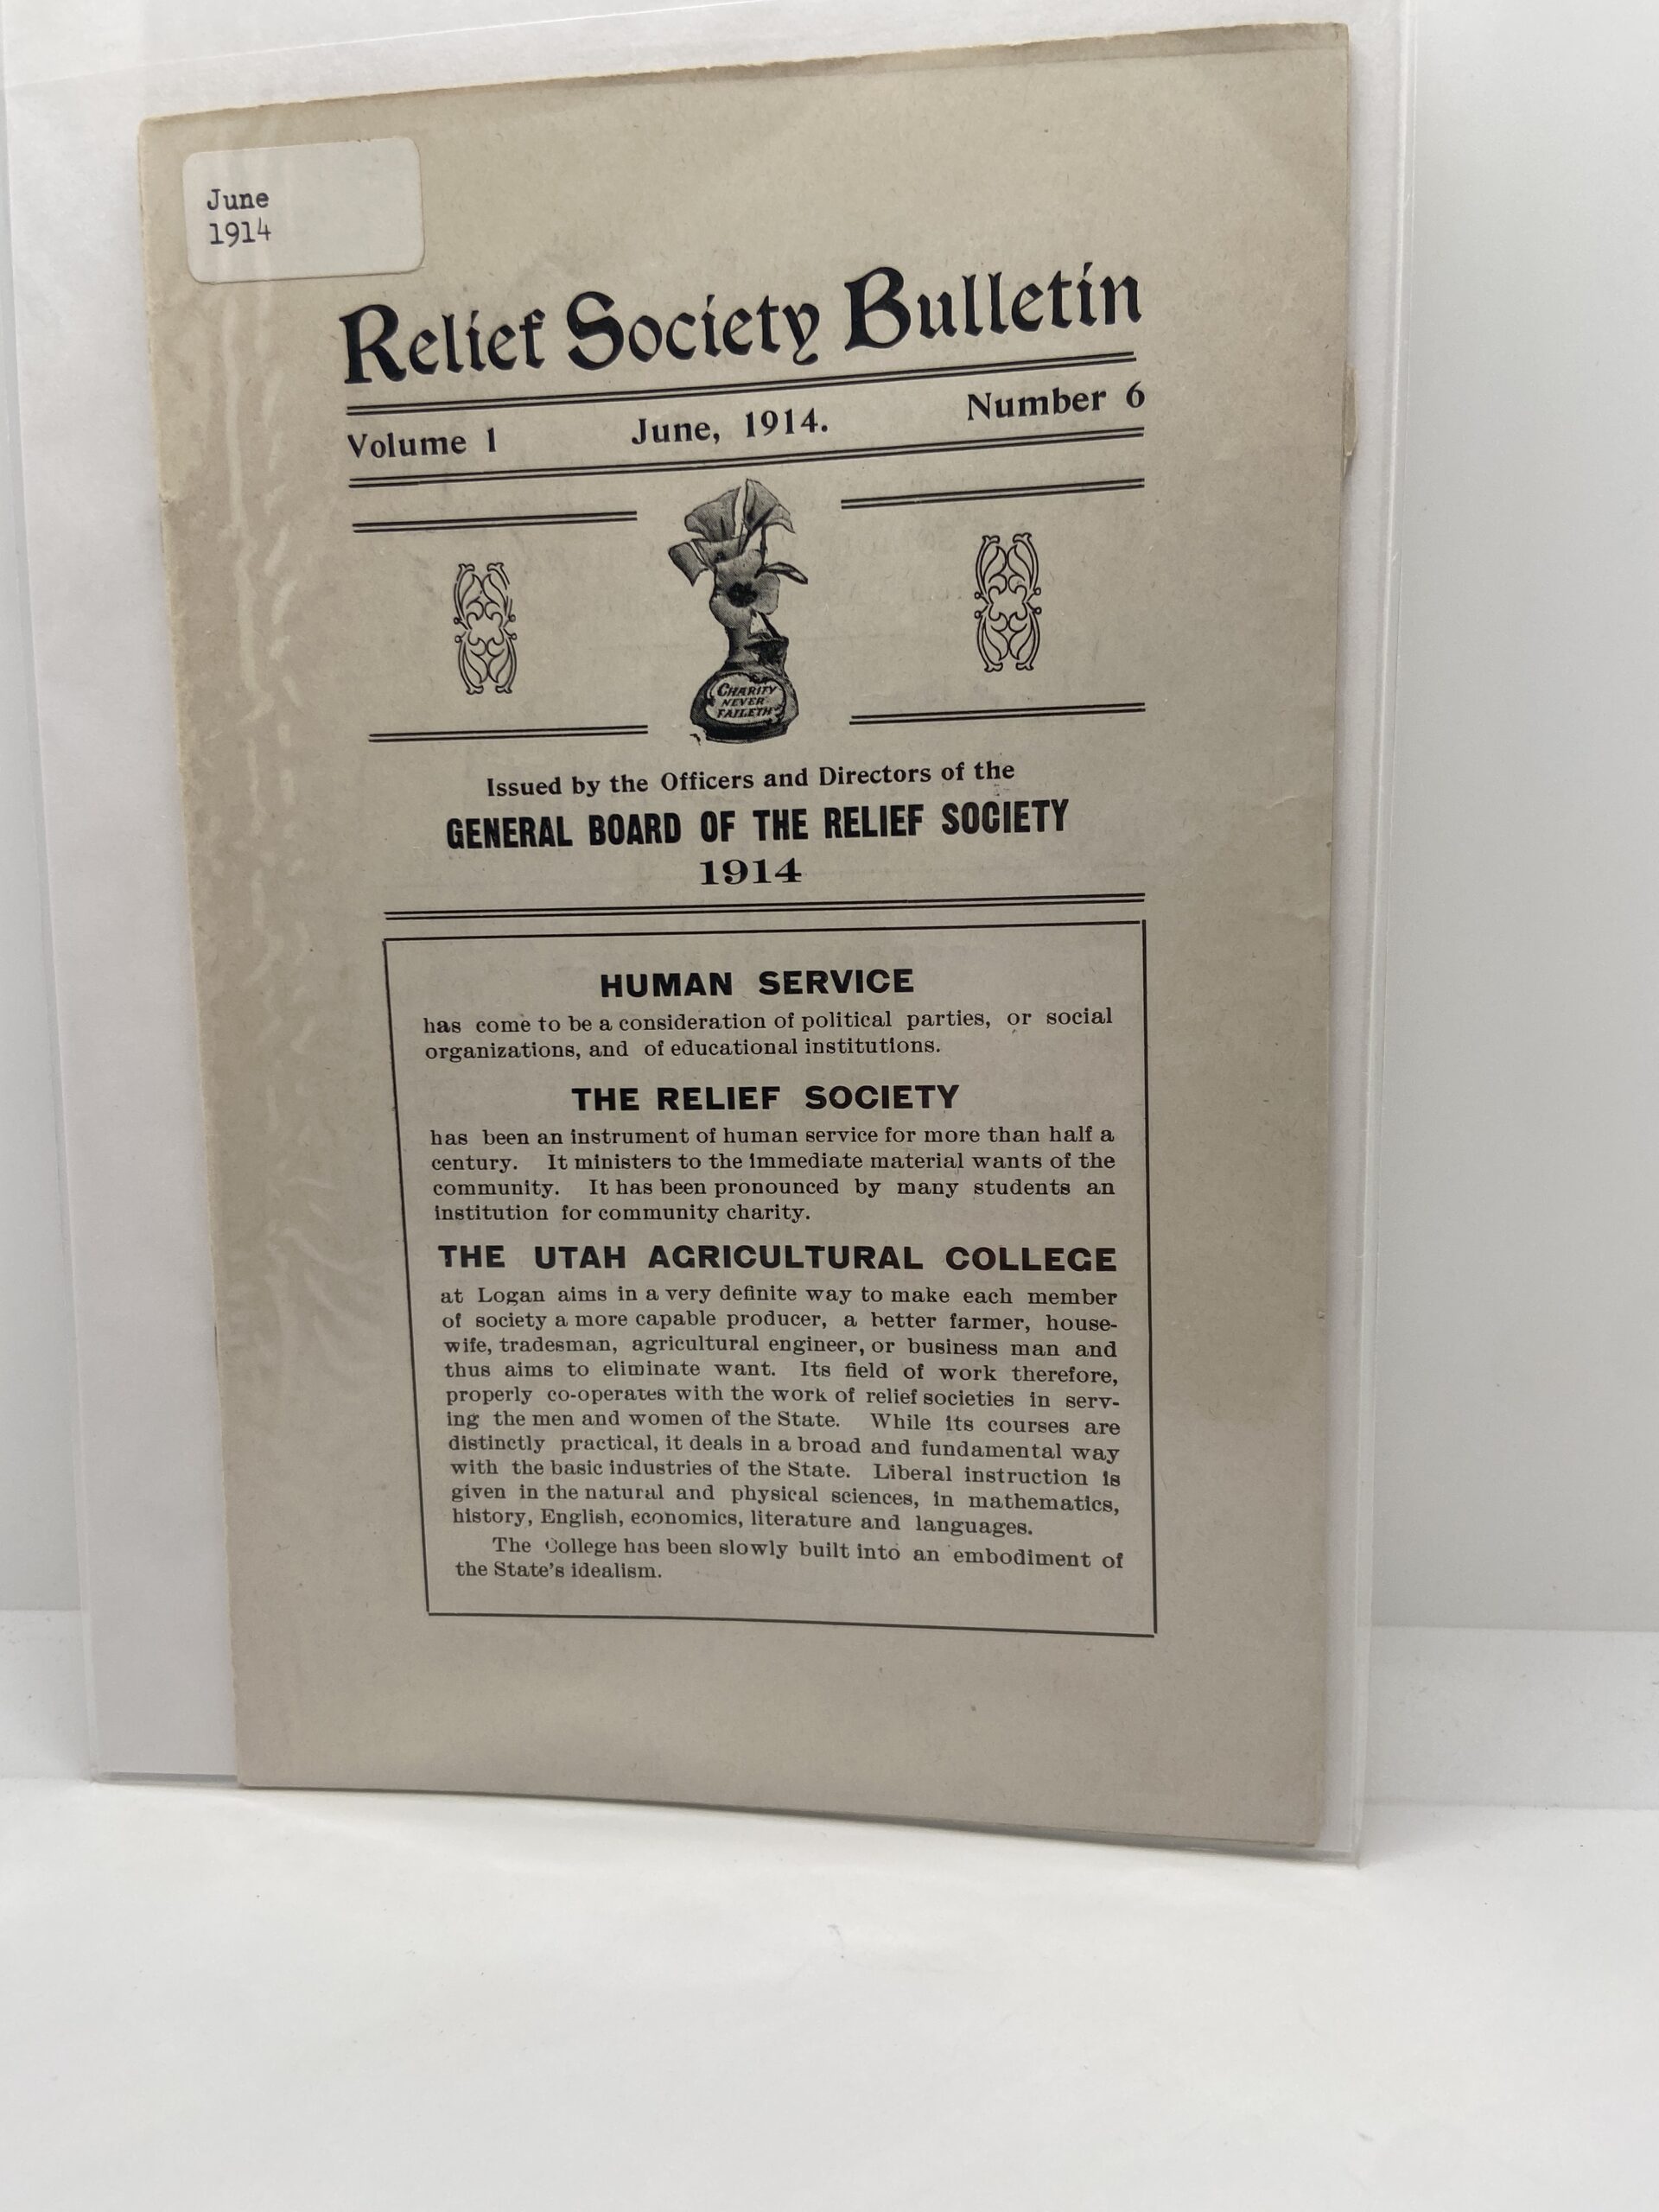 June
1914
Relief Society Bulletin
Volume 1 June, 1914. Number 6
CHARITY
NEVER
FAILETH
Issued by the Officers and Directors of the
GENERAL BOARD OF THE RELIEF SOCIETY
1914
HUMAN SERVICE
has come to be a consideration of political parties, or social
organizations, and of educational institutions.
THE RELIEF SOCIETY
has been an instrument of human service for more than half a
century. It ministers to the immediate material wants of the
community. It has been pronounced by many students an
institution for community charity.
THE UTAH AGRICULTURAL COLLEGE
at Logan aims in a very definite way to make each member
of society a more capable producer, a better farmer, house-
wife, tradesman, agricultural engineer, or business man and
thus aims to eliminate want. Its field of work therefore,
properly co-operates with the work of relief societies in serv-
ing the men and women of the State. While its courses are
distinctly practical, it deals in a broad and fundamental way
with the basic industries of the State. Liberal instruction is
given in the natural and physical sciences, in mathematics,
history, English, economics, literature and languages.
The College has been slowly built into an embodiment of
the State's idealism.